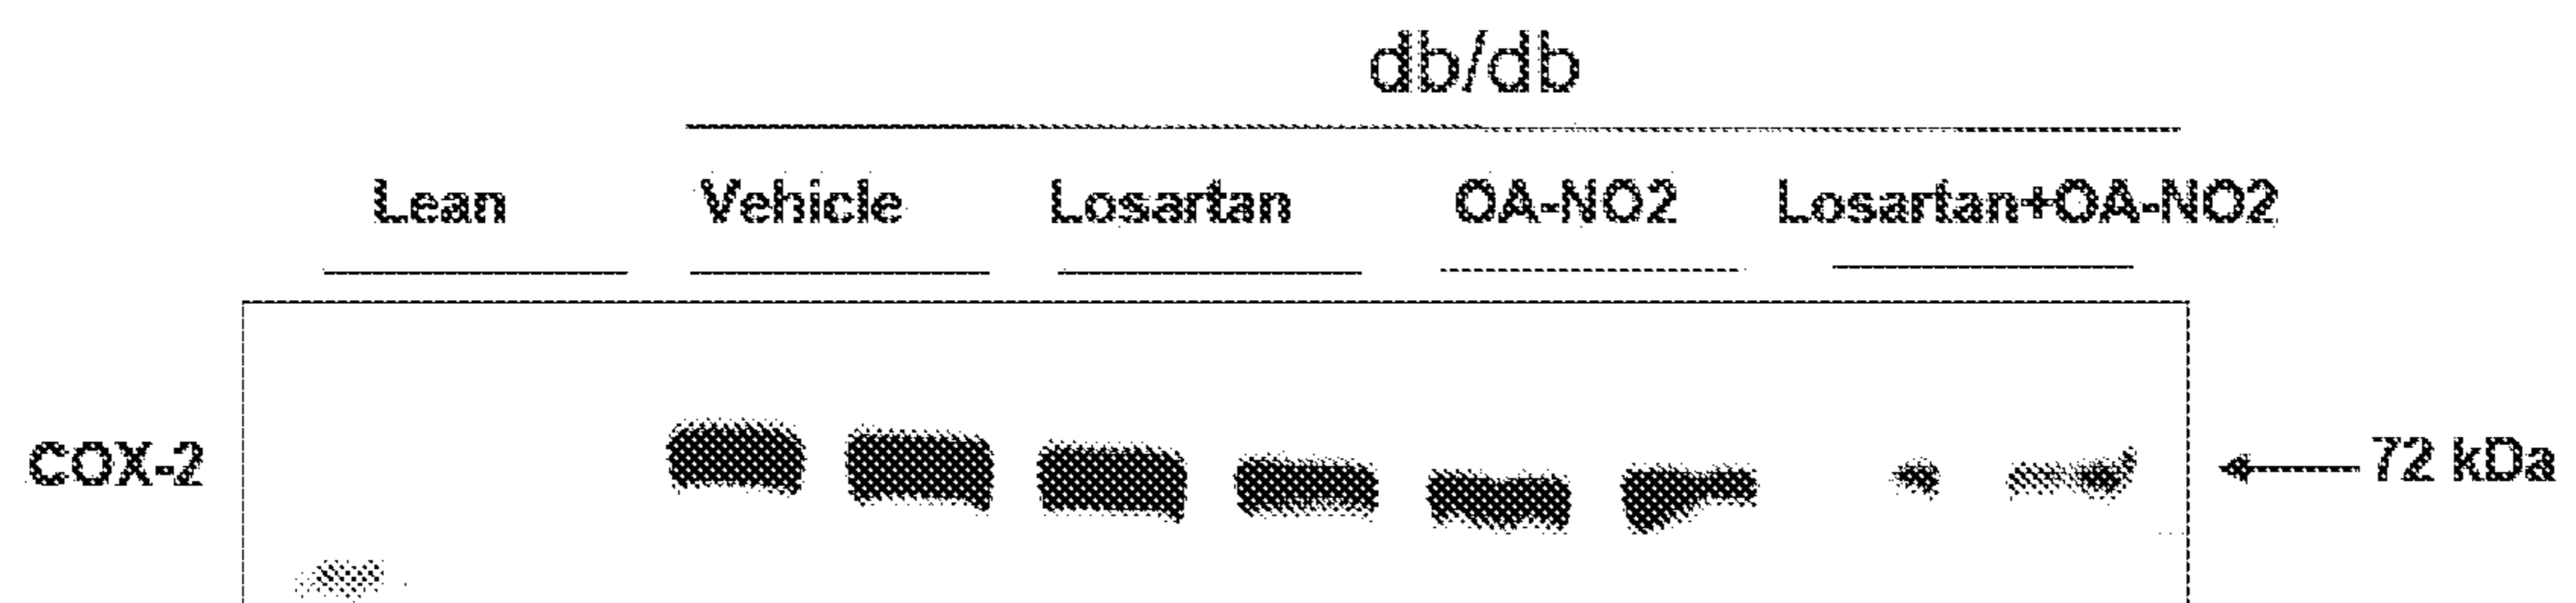 db/db
Lean Vehicle Losartan OA-NO2 Losartan+OA-NO2
COX-2 72 kDa